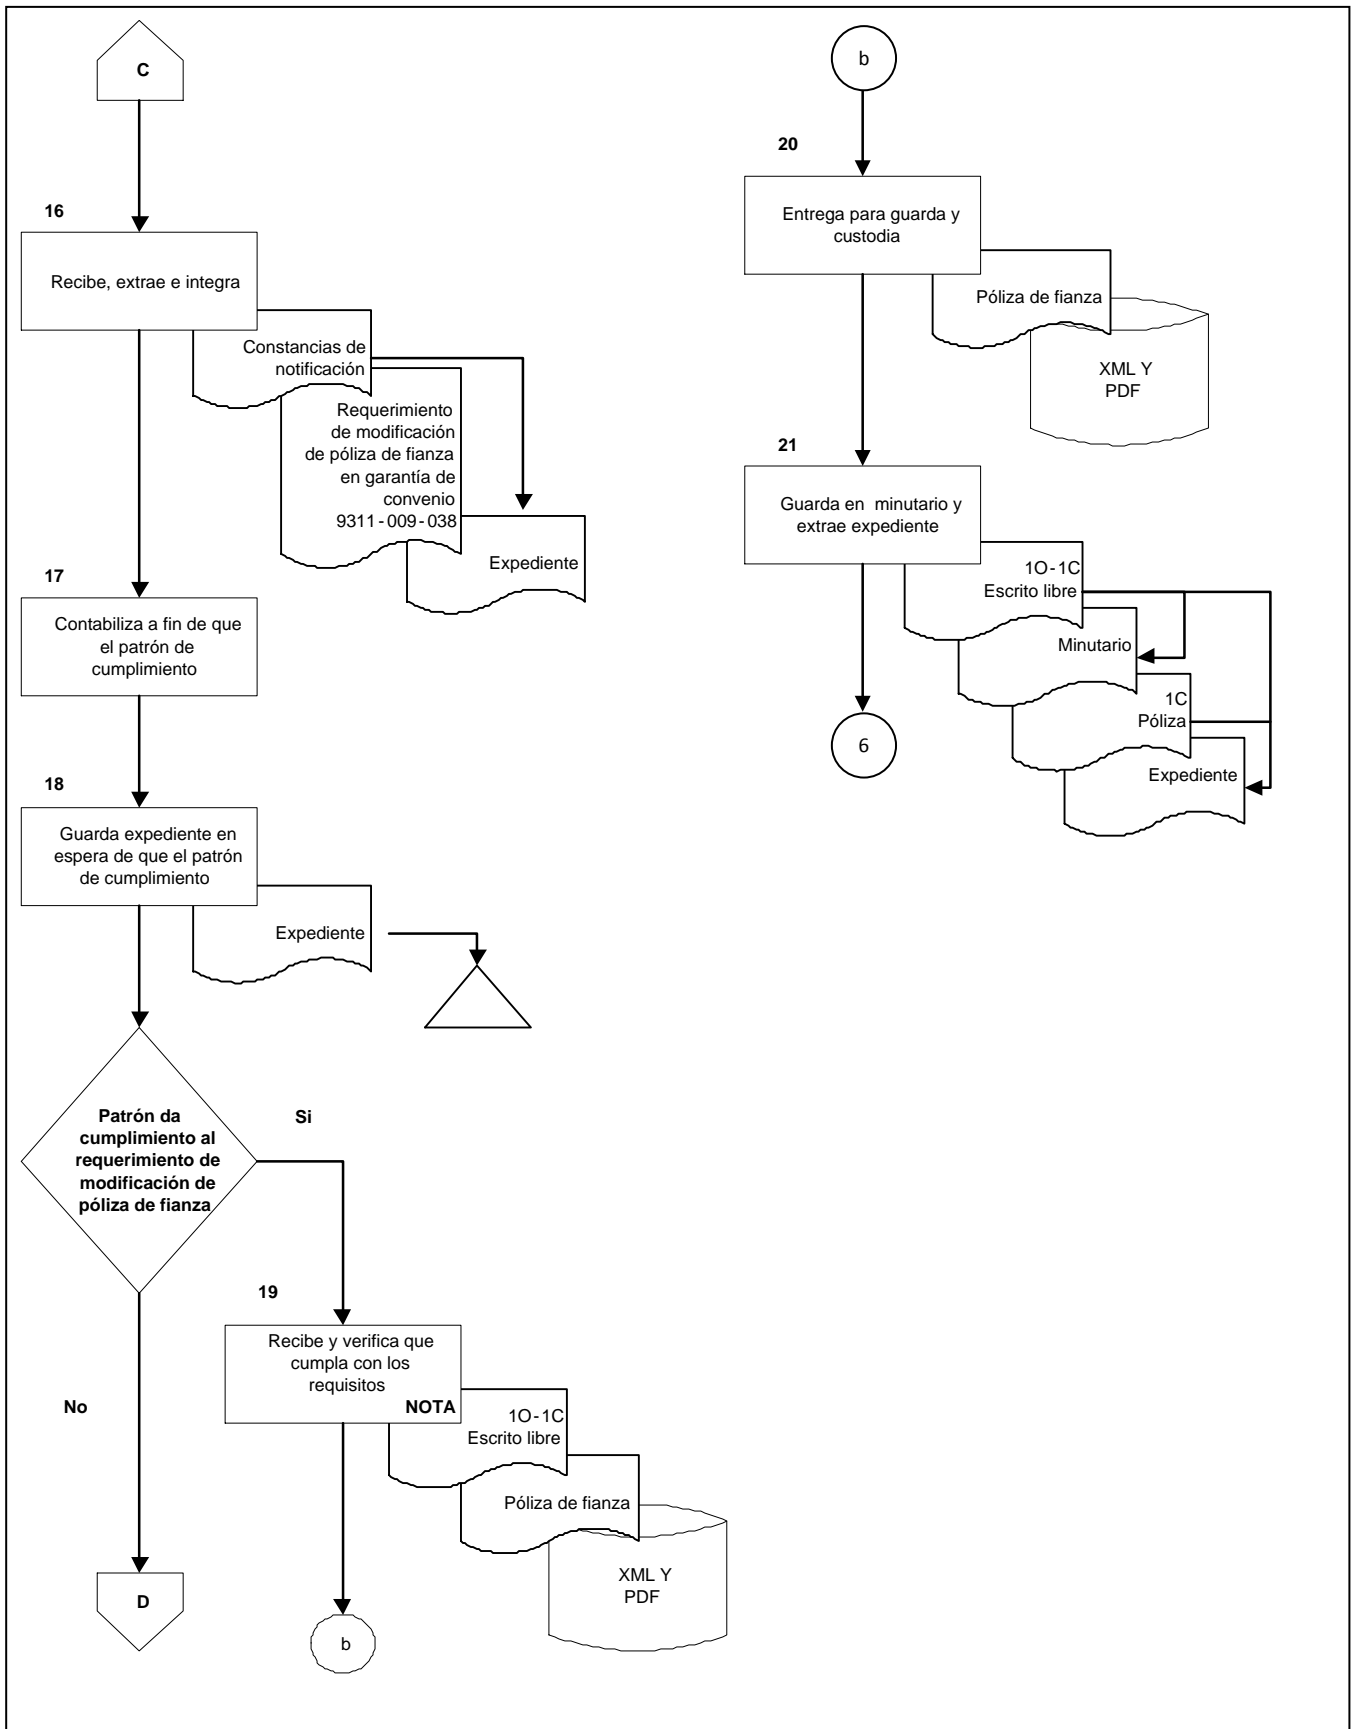 C
16
Recibe, extrae e integra
Constancias de
notificación
Requerimiento
de modificación
de póliza de fianza
en garantía de
convenio
9311-009-038
Expediente
17
Contabiliza a fin de que
el patrón de
cumplimiento
18
Guarda expediente en
espera de que el patrón
de cumplimiento
Expediente
Patrón da
cumplimiento al
requerimiento de
modificación de
póliza de fianza
Si
No
19
Recibe y verifica que
cumpla con los
requisitos
NOTA
1O-1C
Escrito libre
Póliza de fianza
XML Y
PDF
D
b
b
20
Entrega para guarda y
custodia
Póliza de fianza
XML Y
PDF
21
Guarda en minutario y
extrae expediente
1O-1C
Escrito libre
Minutario
1C
Póliza
Expediente
6